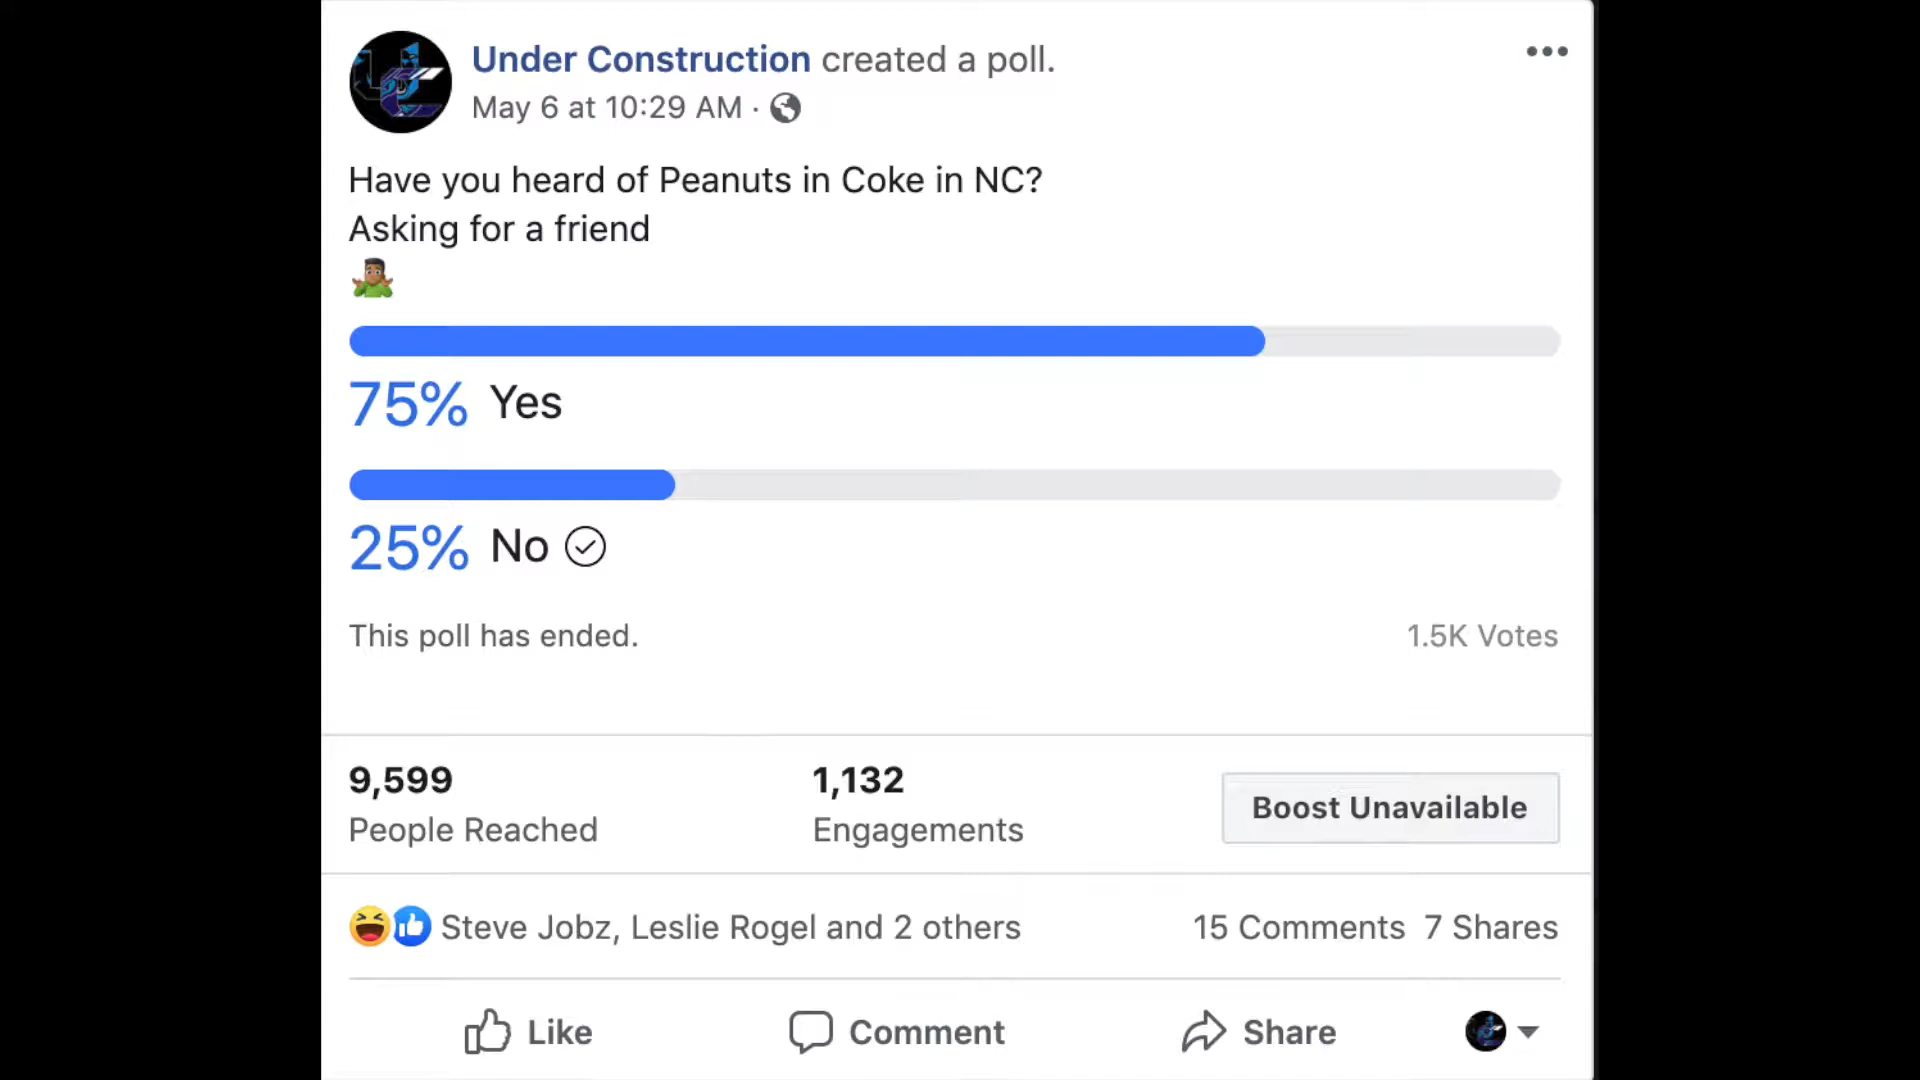 Under Construction created a poll.
May 6 at 10:29 AM ·
Have you heard of Peanuts in Coke in NC?
Asking for a friend
75% Yes
25% No
This poll has ended.
1.5K Votes
9,599
People Reached
1,132
Engagements
Boost Unavailable
Steve Jobz, Leslie Rogel and 2 others
15 Comments 7 Shares
Like
Comment
Share